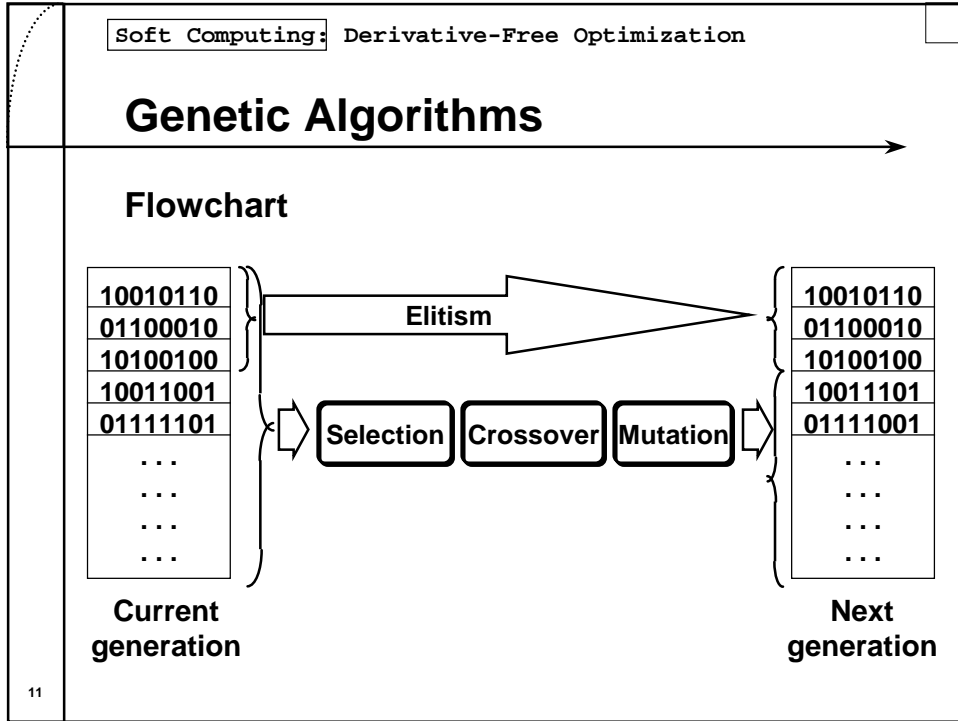 Soft Computing: Derivative-Free Optimization
Genetic Algorithms
Flowchart
10010110
01100010
10100100
10011001
01111101
. . .
. . .
. . .
. . .
Current
generation
Elitism
Selection
Crossover
Mutation
10010110
01100010
10100100
10011101
01111001
. . .
. . .
. . .
. . .
Next
generation
11